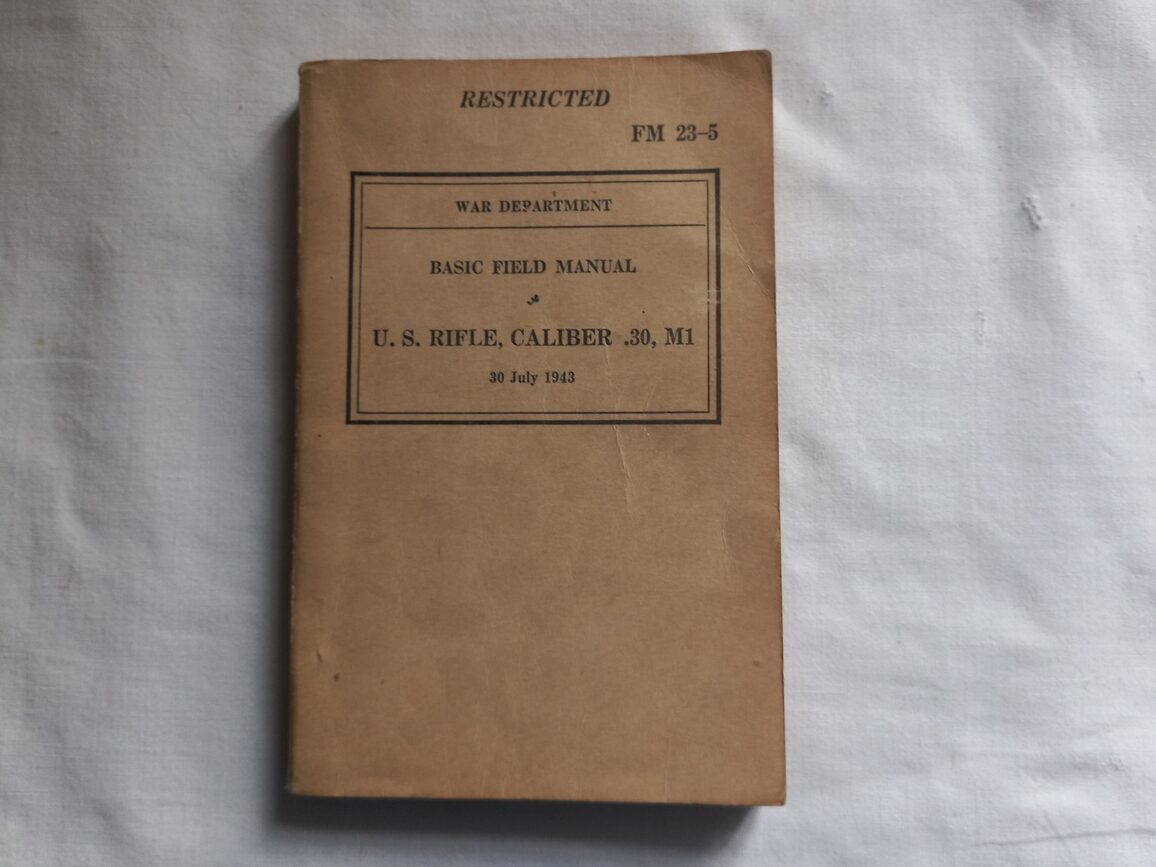 RESTRICTED
FM 23-5
WAR DEPARTMENT
BASIC FIELD MANUAL
U. S. RIFLE, CALIBER .30, M1
30 July 1943